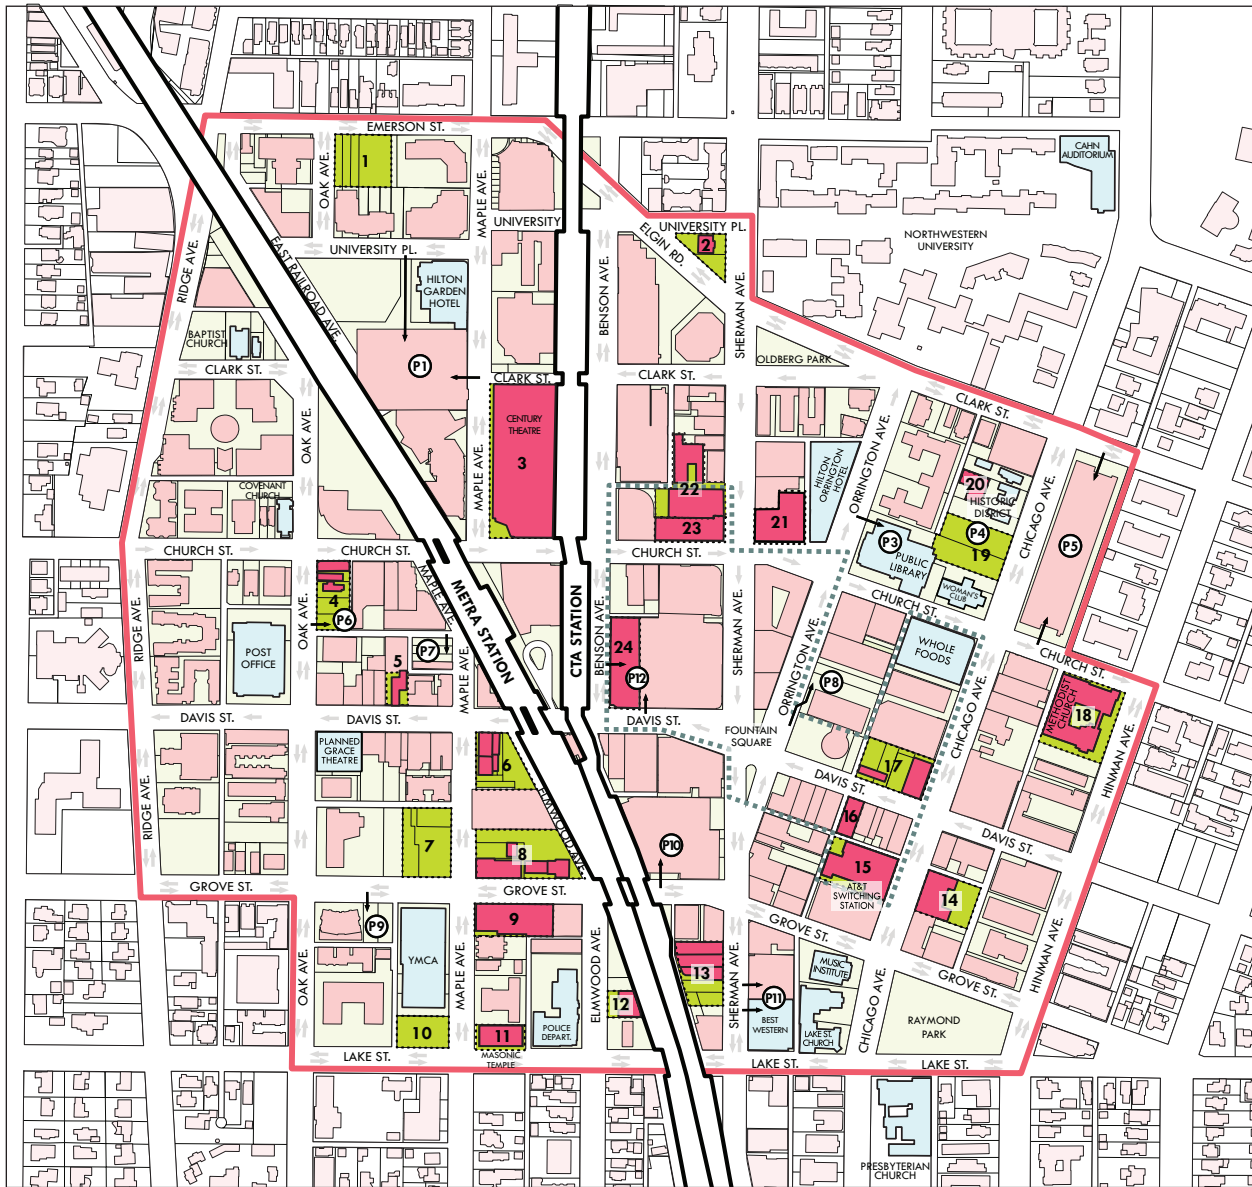 EMERSON ST.
CAHN
AUDITORIUM
OAK AVE.
1
MAPLE AVE.
UNIVERSITY
UNIVERSITY PL.
2
ELGIN RD.
NORTHWESTERN
UNIVERSITY
UNIVERSITY PL.
RIDGE AVE.
EAST RAILROAD AVE.
HILTON
GARDEN
HOTEL
BENSON AVE.
SHERMAN AVE.
BAPTIST
CHURCH
OLDBERG PARK
CLARK ST.
P1
CLARK ST.
CLARK ST.
CLARK ST.
OAK AVE.
CENTURY
THEATRE
3
MAPLE AVE.
HILTON
ORRINGTON
HOTEL
ORRINGTON AVE.
COVENANT
CHURCH
22
20
HISTORIC
DISTRICT
CHICAGO AVE.
23
21
P3
PUBLIC
LIBRARY
P4
19
P5
CHURCH ST.
CHURCH ST.
CHURCH ST.
MAPLE AVE.
METRA STATION
CTA STATION
BENSON AVE.
WOMAN'S
CLUB
CHURCH ST.
RIDGE AVE.
OAK AVE.
4
P6
SHERMAN AVE.
ORRINGTON AVE.
POST
OFFICE
P7
5
MAPLE AVE.
24
P12
WHOLE
FOODS
CHURCH ST.
P8
CHICAGO AVE.
METHODIST
CHURCH
18
HINMAN AVE.
DAVIS ST.
DAVIS ST.
DAVIS ST.
FOUNTAIN
SQUARE
PLANNED
GRACE
THEATRE
6
ELMWOOD AVE.
17
DAVIS ST.
RIDGE AVE.
7
8
P10
16
DAVIS ST.
15
AT&T
SWITCHING
STATION
14
GROVE ST.
GROVE ST.
P9
9
GROVE ST.
OAK AVE.
YMCA
MAPLE AVE.
ELMWOOD AVE.
13
SHERMAN AVE.
MUSIC
INSTITUTE
GROVE ST.
HINMAN AVE.
12
P11
BEST
WESTERN
LAKE ST.
CHURCH
CHICAGO AVE.
RAYMOND
PARK
10
11
POLICE
DEPART.
LAKE ST.
MASONIC
TEMPLE
LAKE ST.
LAKE ST.
PRESBYTERIAN
CHURCH